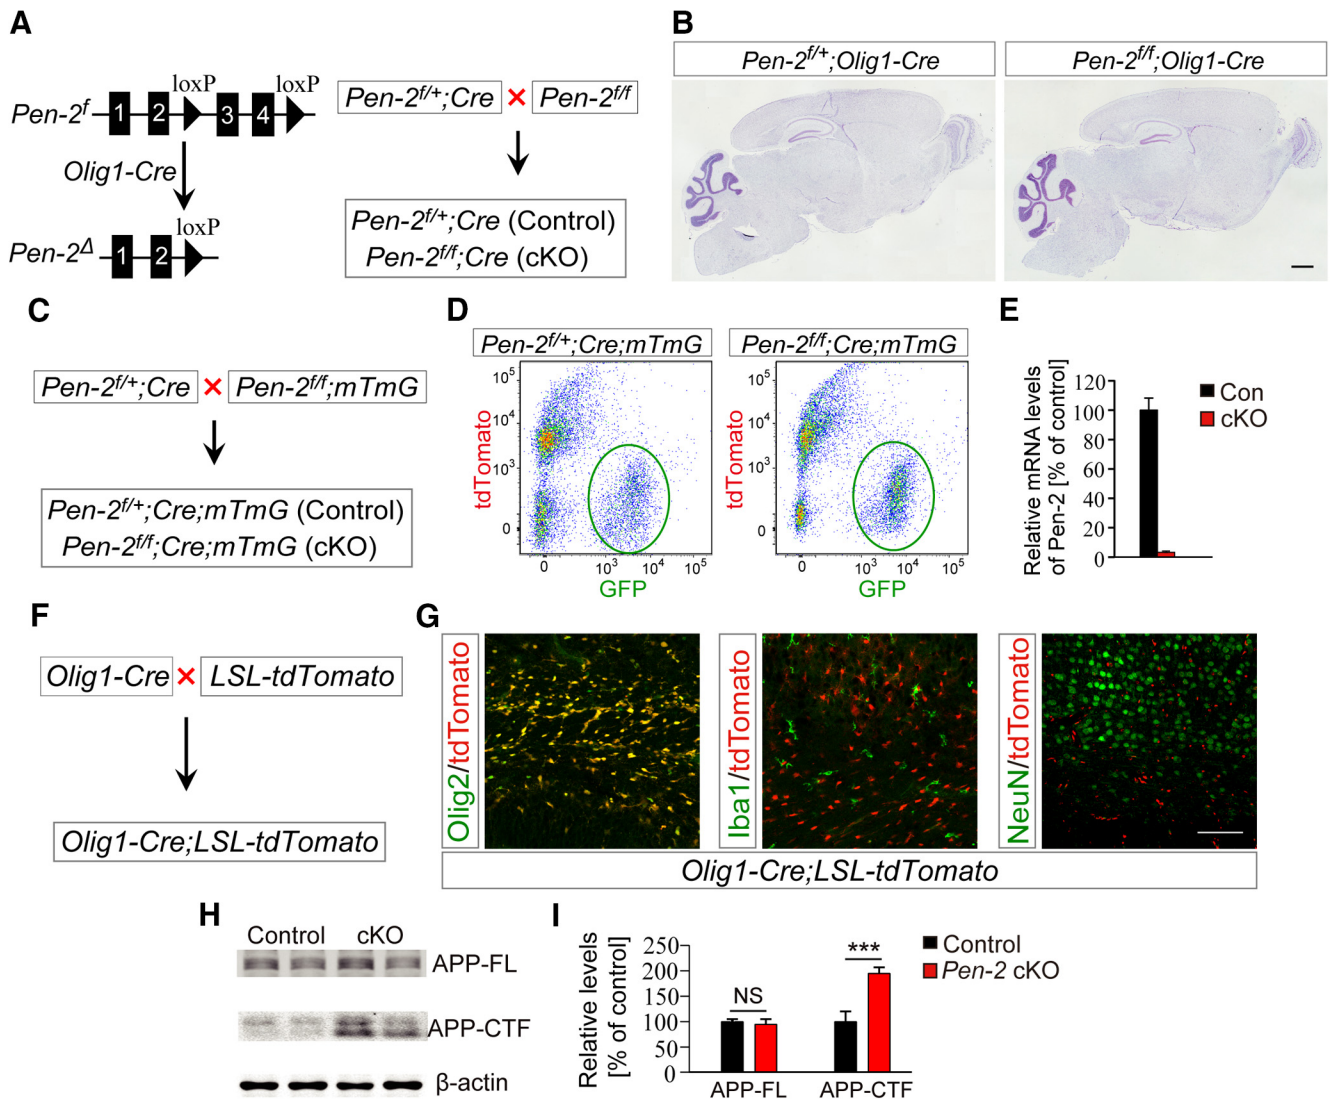 A
loxP loxP
Pen-2f 1 2 3 4
Olig1-Cre
loxP
Pen-2Δ 1 2
Pen-2f/+;Cre × Pen-2f/f
Pen-2f/+;Cre (Control)
Pen-2f/f;Cre (cKO)
B
Pen-2f/+;Olig1-Cre
Pen-2f/f;Olig1-Cre
C
Pen-2f/+;Cre × Pen-2f/f;mTmG
Pen-2f/+;Cre;mTmG (Control)
Pen-2f/f;Cre;mTmG (cKO)
D
Pen-2f/+;Cre;mTmG
tdTomato
105
104
103
0
0 103 104 105
GFP
Pen-2f/f;Cre;mTmG
tdTomato
105
104
103
0
0 103 104 105
GFP
E
Relative mRNA levels
of Pen-2 [% of control]
120
100
80
60
40
20
0
Con
cKO
F
Olig1-Cre × LSL-tdTomato
Olig1-Cre;LSL-tdTomato
G
Olig2/tdTomato
Iba1/tdTomato
NeuN/tdTomato
Olig1-Cre;LSL-tdTomato
H
Control cKO
APP-FL
APP-CTF
β-actin
I
Relative levels
[% of control]
250
200
150
100
50
0
NS
***
APP-FL APP-CTF
Control
Pen-2 cKO